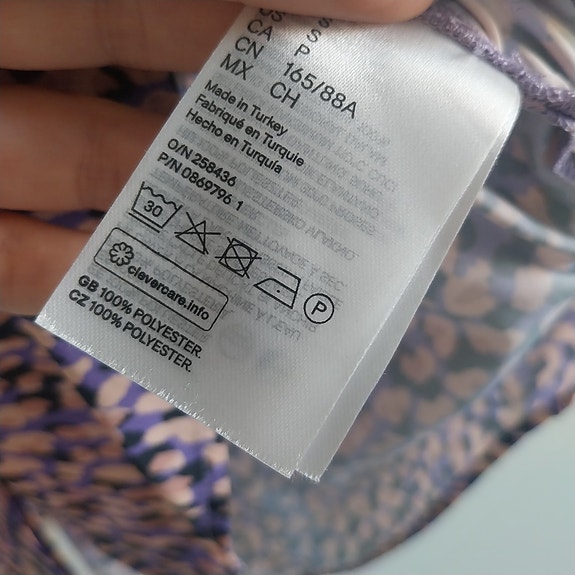 S
CA S
CN P
MX 165/88A
CH
Made in Turkey
Fabriqué en Turquie
Hecho en Turquía
O/N 258436
P/N 0869796 1
30
P
clevercare.info
GB 100% POLYESTER
CZ 100% POLYESTER